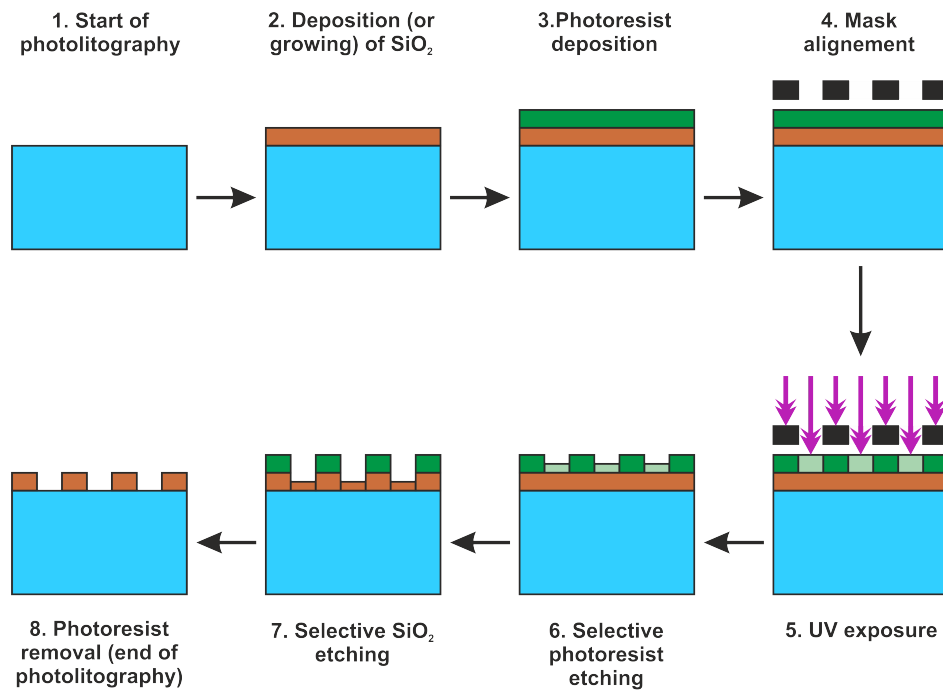 1. Start of
photolitography
2. Deposition (or
growing) of SiO₂
3.Photoresist
deposition
4. Mask
alignement
5. UV exposure
6. Selective
photoresist
etching
7. Selective SiO₂
etching
8. Photoresist
removal (end of
photolitography)